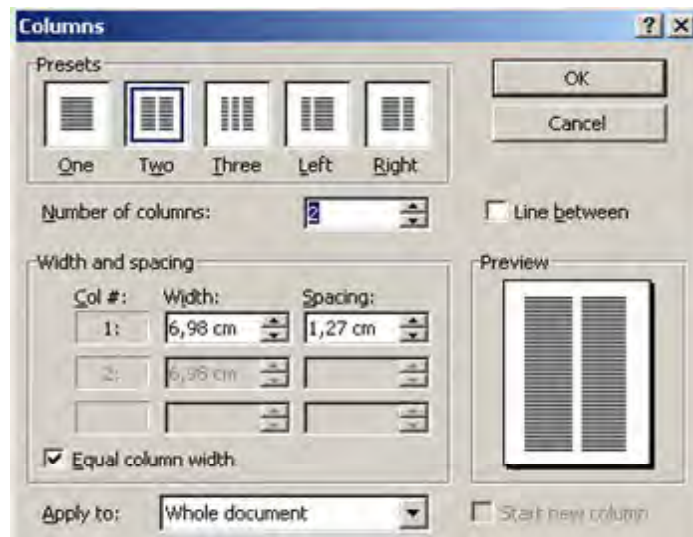 Columns
Presets
OK
Cancel
One Two Three Left Right
Number of columns: 2
Line between
Width and spacing
Preview
Col #: Width: Spacing:
1: 6,98 cm 1,27 cm
2: 6,98 cm
Equal column width
Apply to: Whole document
Start new column